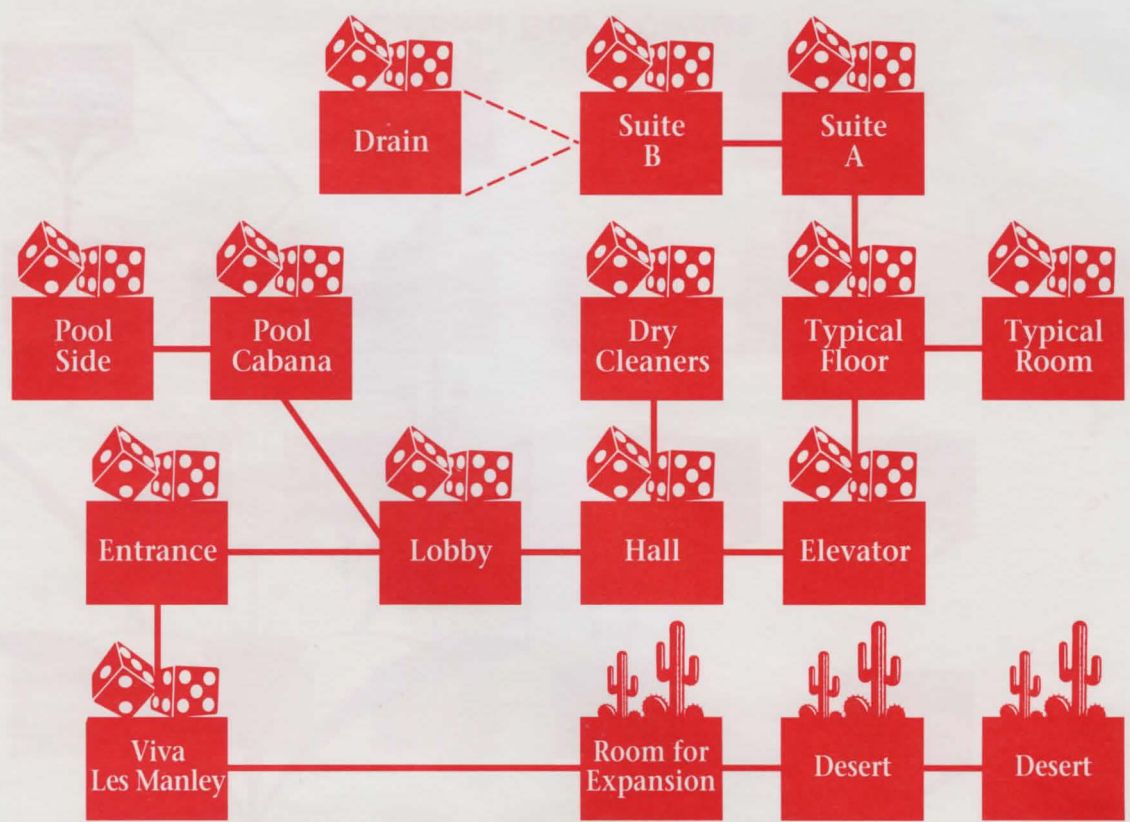 Drain
Suite
B
Suite
A
Pool
Side
Pool
Cabana
Dry
Cleaners
Typical
Floor
Typical
Room
Entrance
Lobby
Hall
Elevator
Viva
Les Manley
Room for
Expansion
Desert
Desert